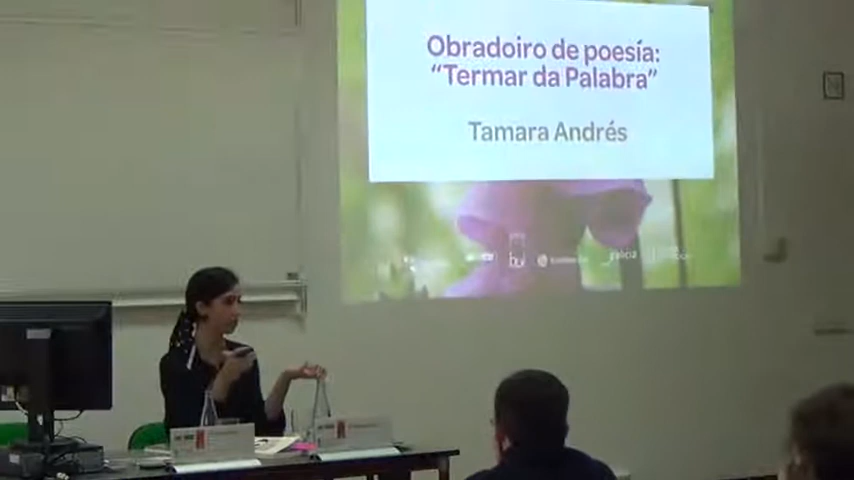 Obradoiro de poesía:
“Termar da Palabra”
Tamara Andrés